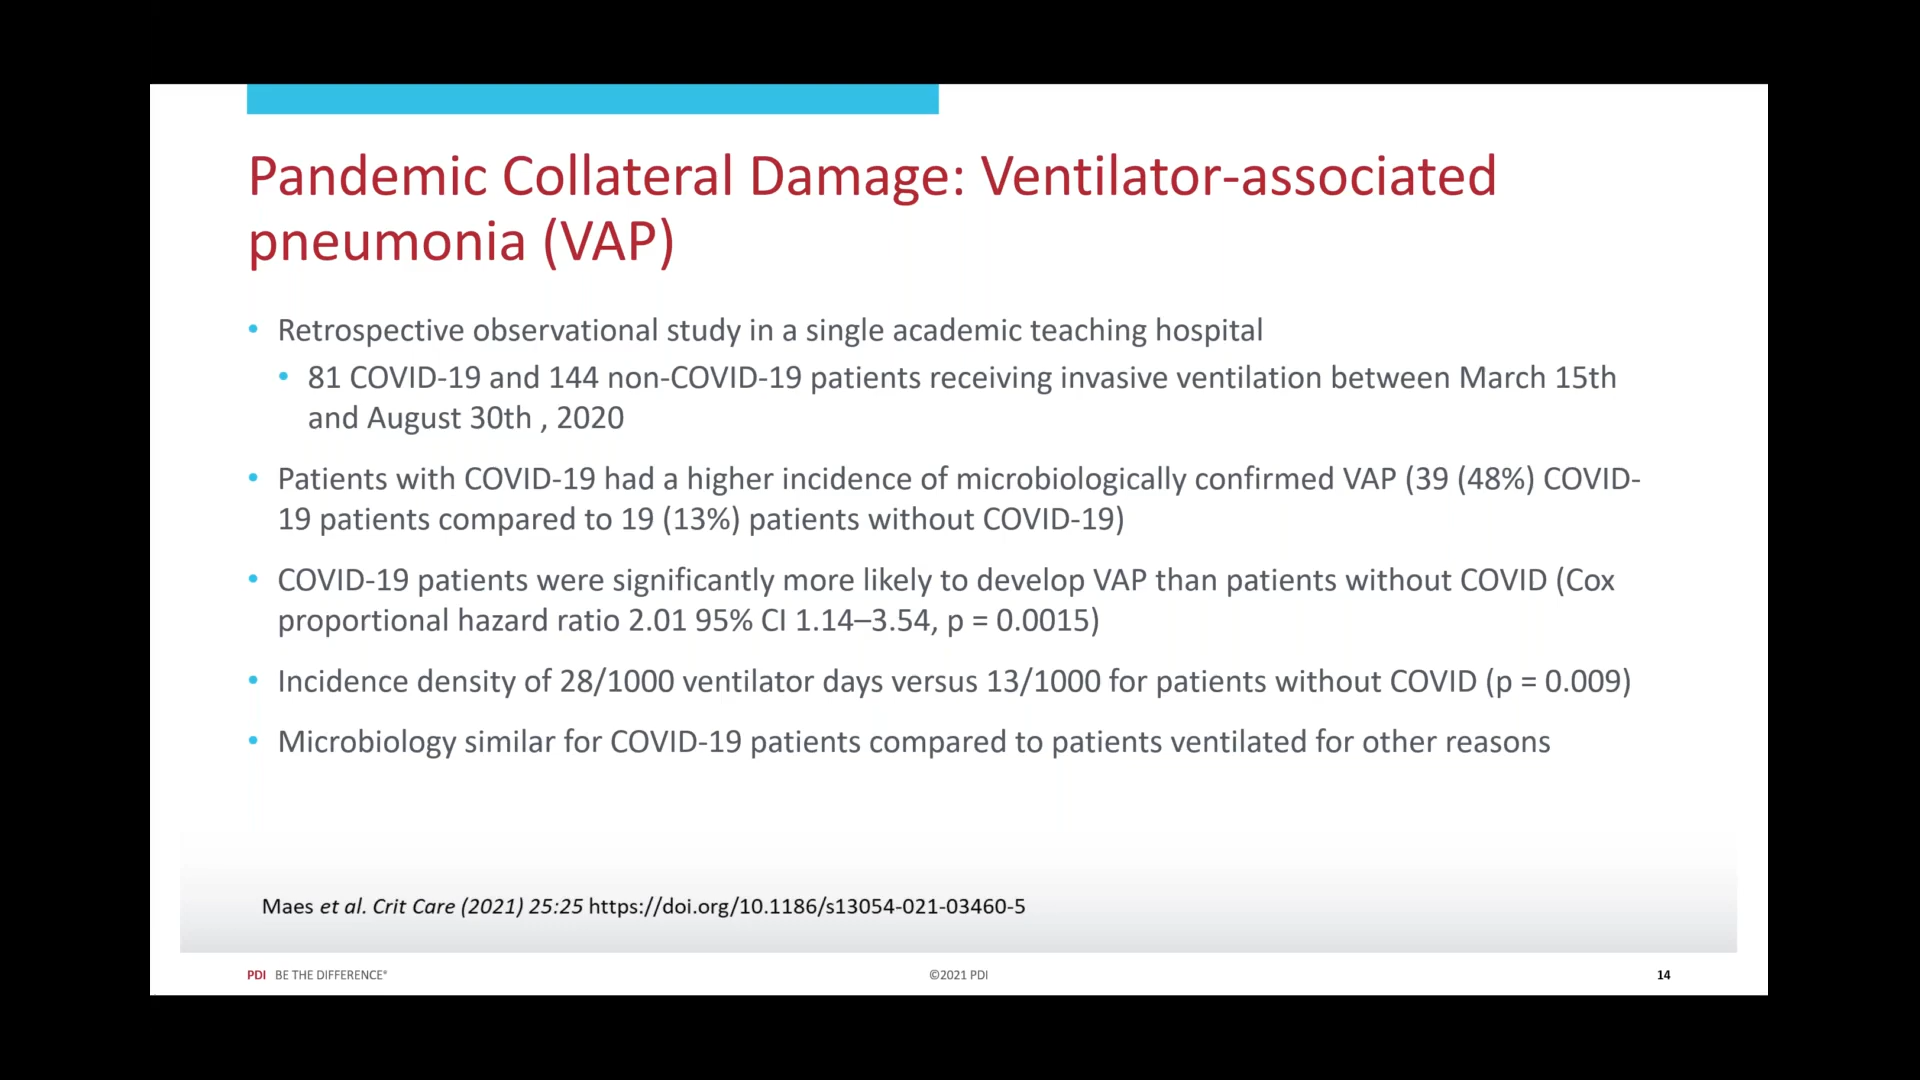 Pandemic Collateral Damage: Ventilator-associated
pneumonia (VAP)
• Retrospective observational study in a single academic teaching hospital
• 81 COVID-19 and 144 non-COVID-19 patients receiving invasive ventilation between March 15th
and August 30th , 2020
• Patients with COVID-19 had a higher incidence of microbiologically confirmed VAP (39 (48%) COVID-
19 patients compared to 19 (13%) patients without COVID-19)
• COVID-19 patients were significantly more likely to develop VAP than patients without COVID (Cox
proportional hazard ratio 2.01 95% CI 1.14–3.54, p = 0.0015)
• Incidence density of 28/1000 ventilator days versus 13/1000 for patients without COVID (p = 0.009)
• Microbiology similar for COVID-19 patients compared to patients ventilated for other reasons
Maes et al. Crit Care (2021) 25:25 https://doi.org/10.1186/s13054-021-03460-5
PDI BE THE DIFFERENCE®
©2021 PDI
14